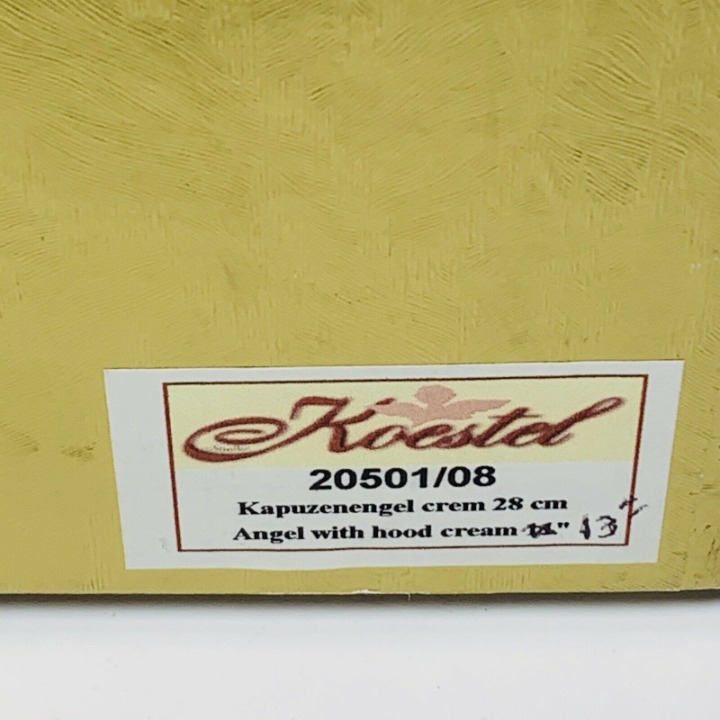 Koestel
20501/08
Kapuzenengel crem 28 cm
Angel with hood cream 11" 13"